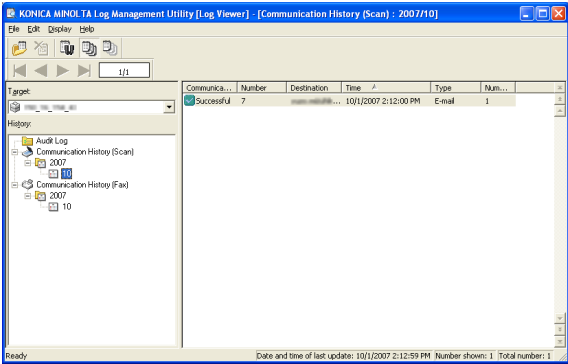 KONICA MINOLTA Log Management Utility [Log Viewer] - [Communication History (Scan) : 2007/10]
File Edit Display Help
1/1
Target:
History:
Audit Log
Communication History (Scan)
2007
10
Communication History (Fax)
2007
10
Communica... Number Destination Time Type Num...
Successful 7 ... 10/1/2007 2:12:00 PM E-mail 1
Ready Date and time of last update: 10/1/2007 2:12:59 PM Number shown: 1 Total number: 1